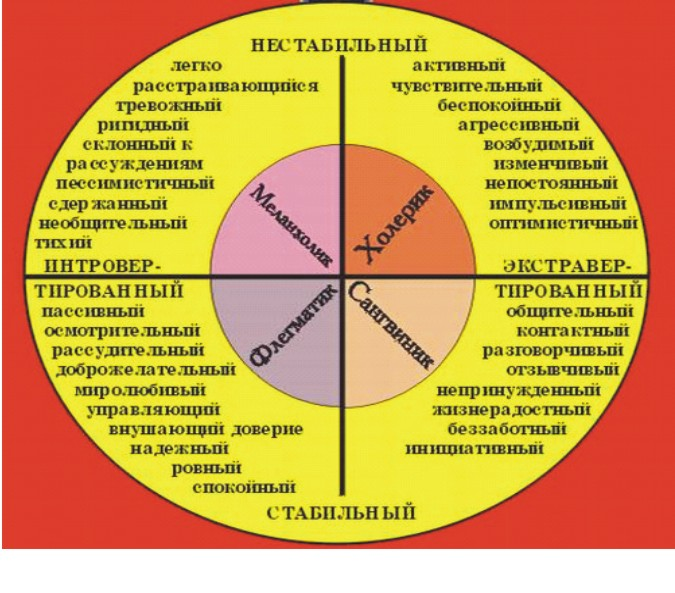 НЕСТАБИЛЬНЫЙ
легко
расстраивающийся
тревожный
ригидный
склонный к
рассуждениям
пессимистичный
сдержанный
необщительный
тихий
ИНТРОВЕР-
активный
чувствительный
беспокойный
агрессивный
возбудимый
изменчивый
непостоянный
импульсивный
оптимистичный
ЭКСТРАВЕР-
Меланхолик
Холерик
Флегматик
Сангвиник
ТИРОВАННЫЙ
пассивный
осмотрительный
рассудительный
доброжелательный
миролюбивый
управляющий
внушающий доверие
надежный
ровный
спокойный
ТИРОВАННЫЙ
общительный
контактный
разговорчивый
отзывчивый
непринужденный
жизнерадостный
беззаботный
инициативный
СТАБИЛЬНЫЙ